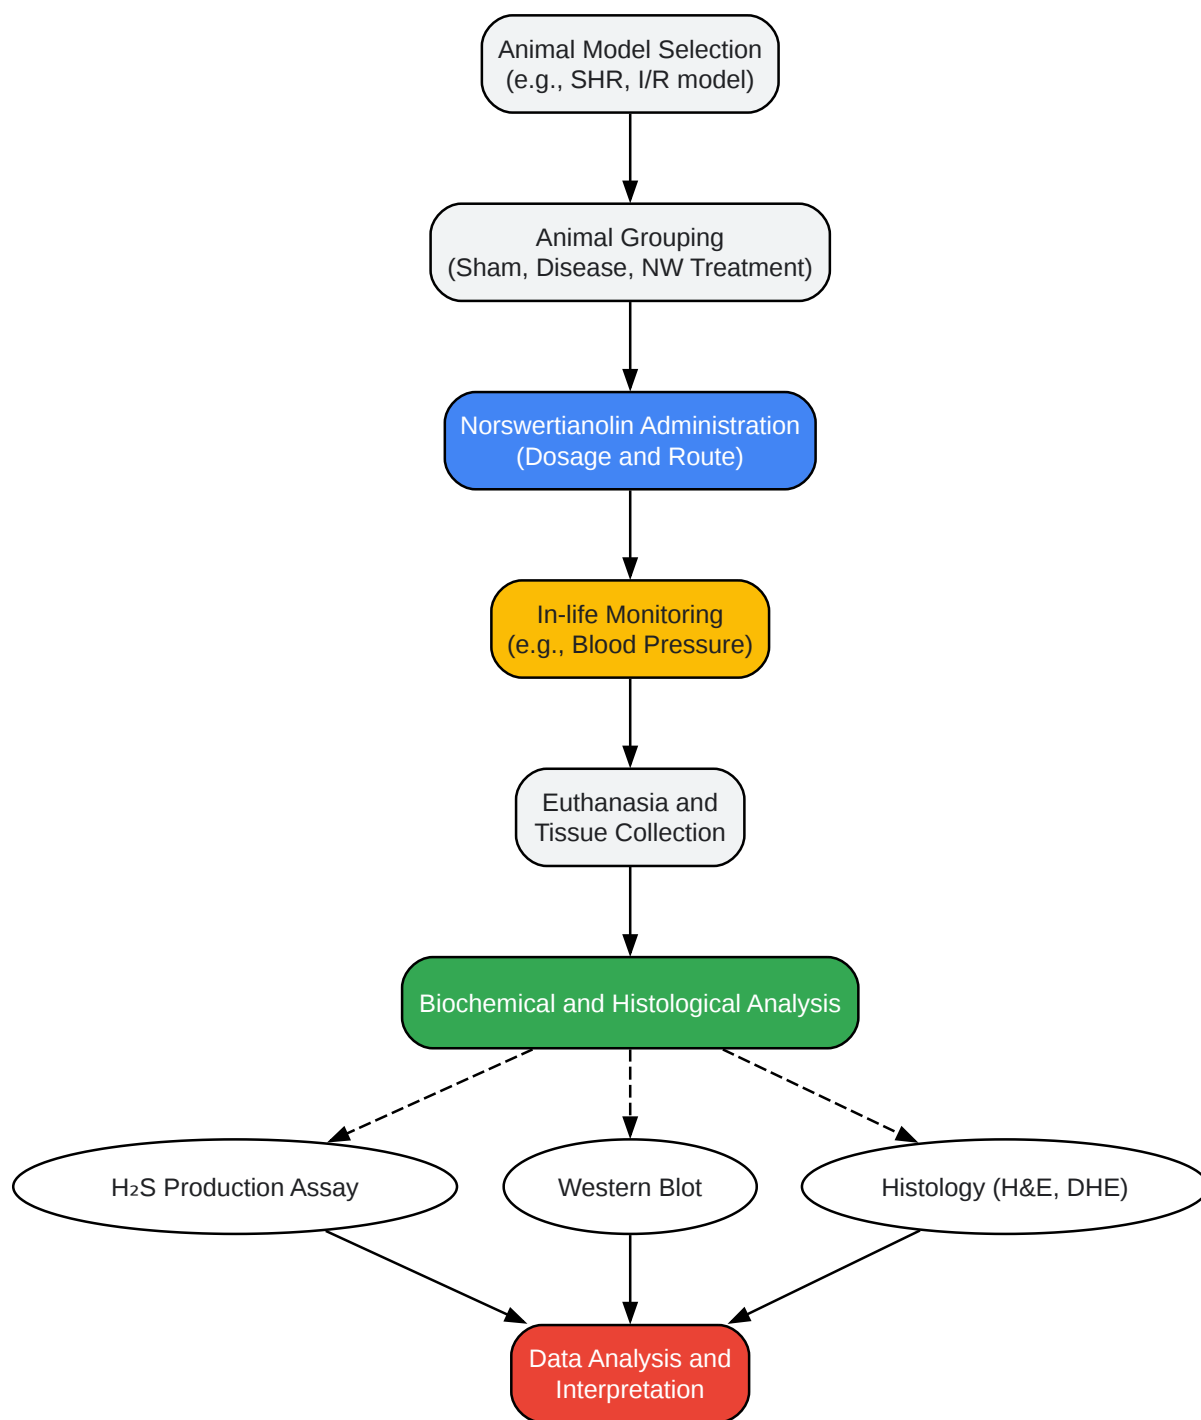 Animal Model Selection
(e.g., SHR, I/R model)
Animal Grouping
(Sham, Disease, NW Treatment)
Norswertianolin Administration
(Dosage and Route)
In-life Monitoring
(e.g., Blood Pressure)
Euthanasia and
Tissue Collection
Biochemical and Histological Analysis
H₂S Production Assay
Western Blot
Histology (H&E, DHE)
Data Analysis and
Interpretation